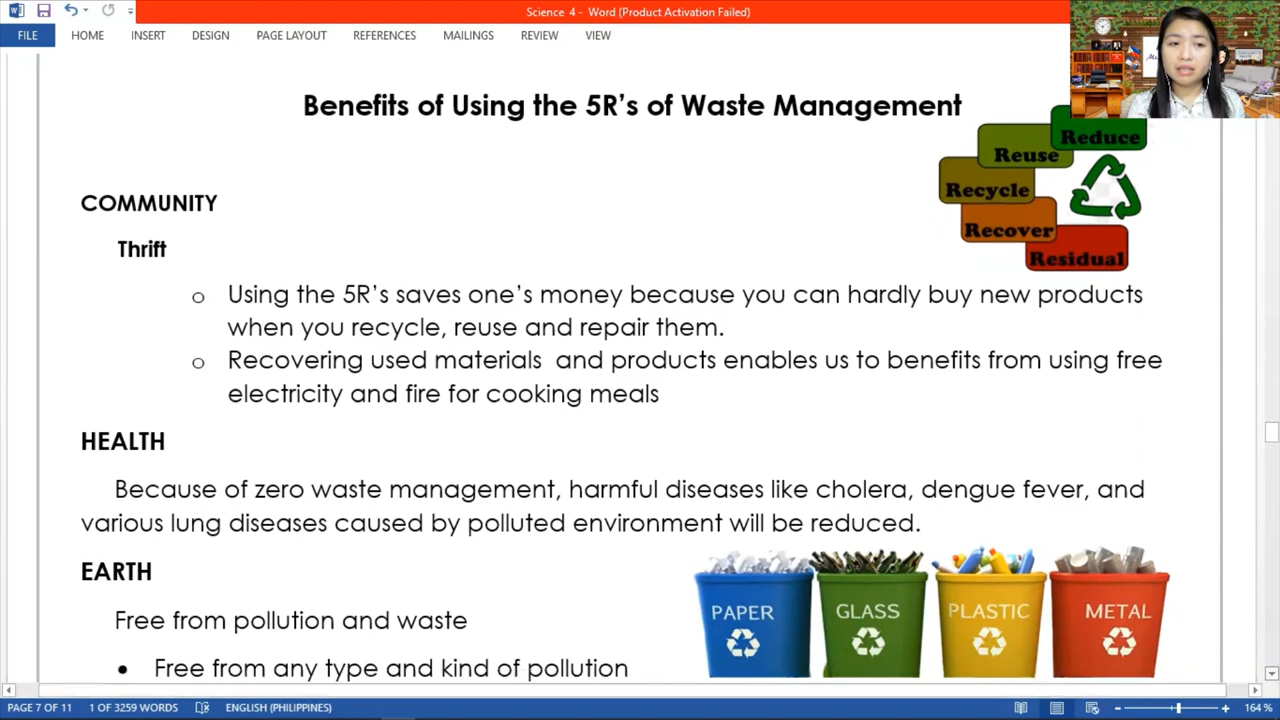 Science 4 - Word (Product Activation Failed)
FILE HOME INSERT DESIGN PAGE LAYOUT REFERENCES MAILINGS REVIEW VIEW
Benefits of Using the 5R's of Waste Management
Reduce
Reuse
Recycle
Recover
Residual
COMMUNITY
Thrift
o Using the 5R's saves one's money because you can hardly buy new products
when you recycle, reuse and repair them.
o Recovering used materials and products enables us to benefits from using free
electricity and fire for cooking meals
HEALTH
Because of zero waste management, harmful diseases like cholera, dengue fever, and
various lung diseases caused by polluted environment will be reduced.
EARTH
Free from pollution and waste
• Free from any type and kind of pollution
PAPER GLASS PLASTIC METAL
PAGE 7 OF 11 1 OF 3259 WORDS ENGLISH (PHILIPPINES) 164 %